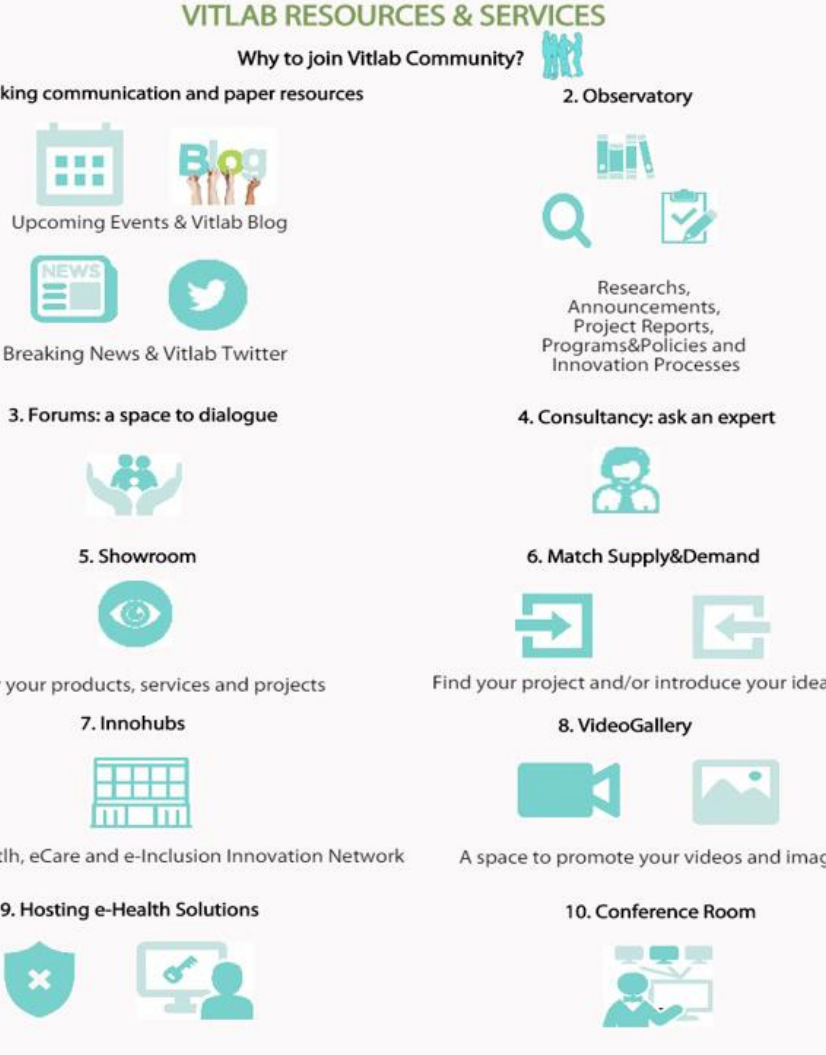 VITLAB RESOURCES & SERVICES
Why to join Vitlab Community?
king communication and paper resources
Blog
Upcoming Events & Vitlab Blog
NEWS
Breaking News & Vitlab Twitter
2. Observatory
Researchs,
Announcements,
Project Reports,
Programs&Policies and
Innovation Processes
3. Forums: a space to dialogue
4. Consultancy: ask an expert
5. Showroom
your products, services and projects
6. Match Supply&Demand
Find your project and/or introduce your idea
7. Innohubs
tlh, eCare and e-Inclusion Innovation Network
8. VideoGallery
A space to promote your videos and imag
9. Hosting e-Health Solutions
10. Conference Room